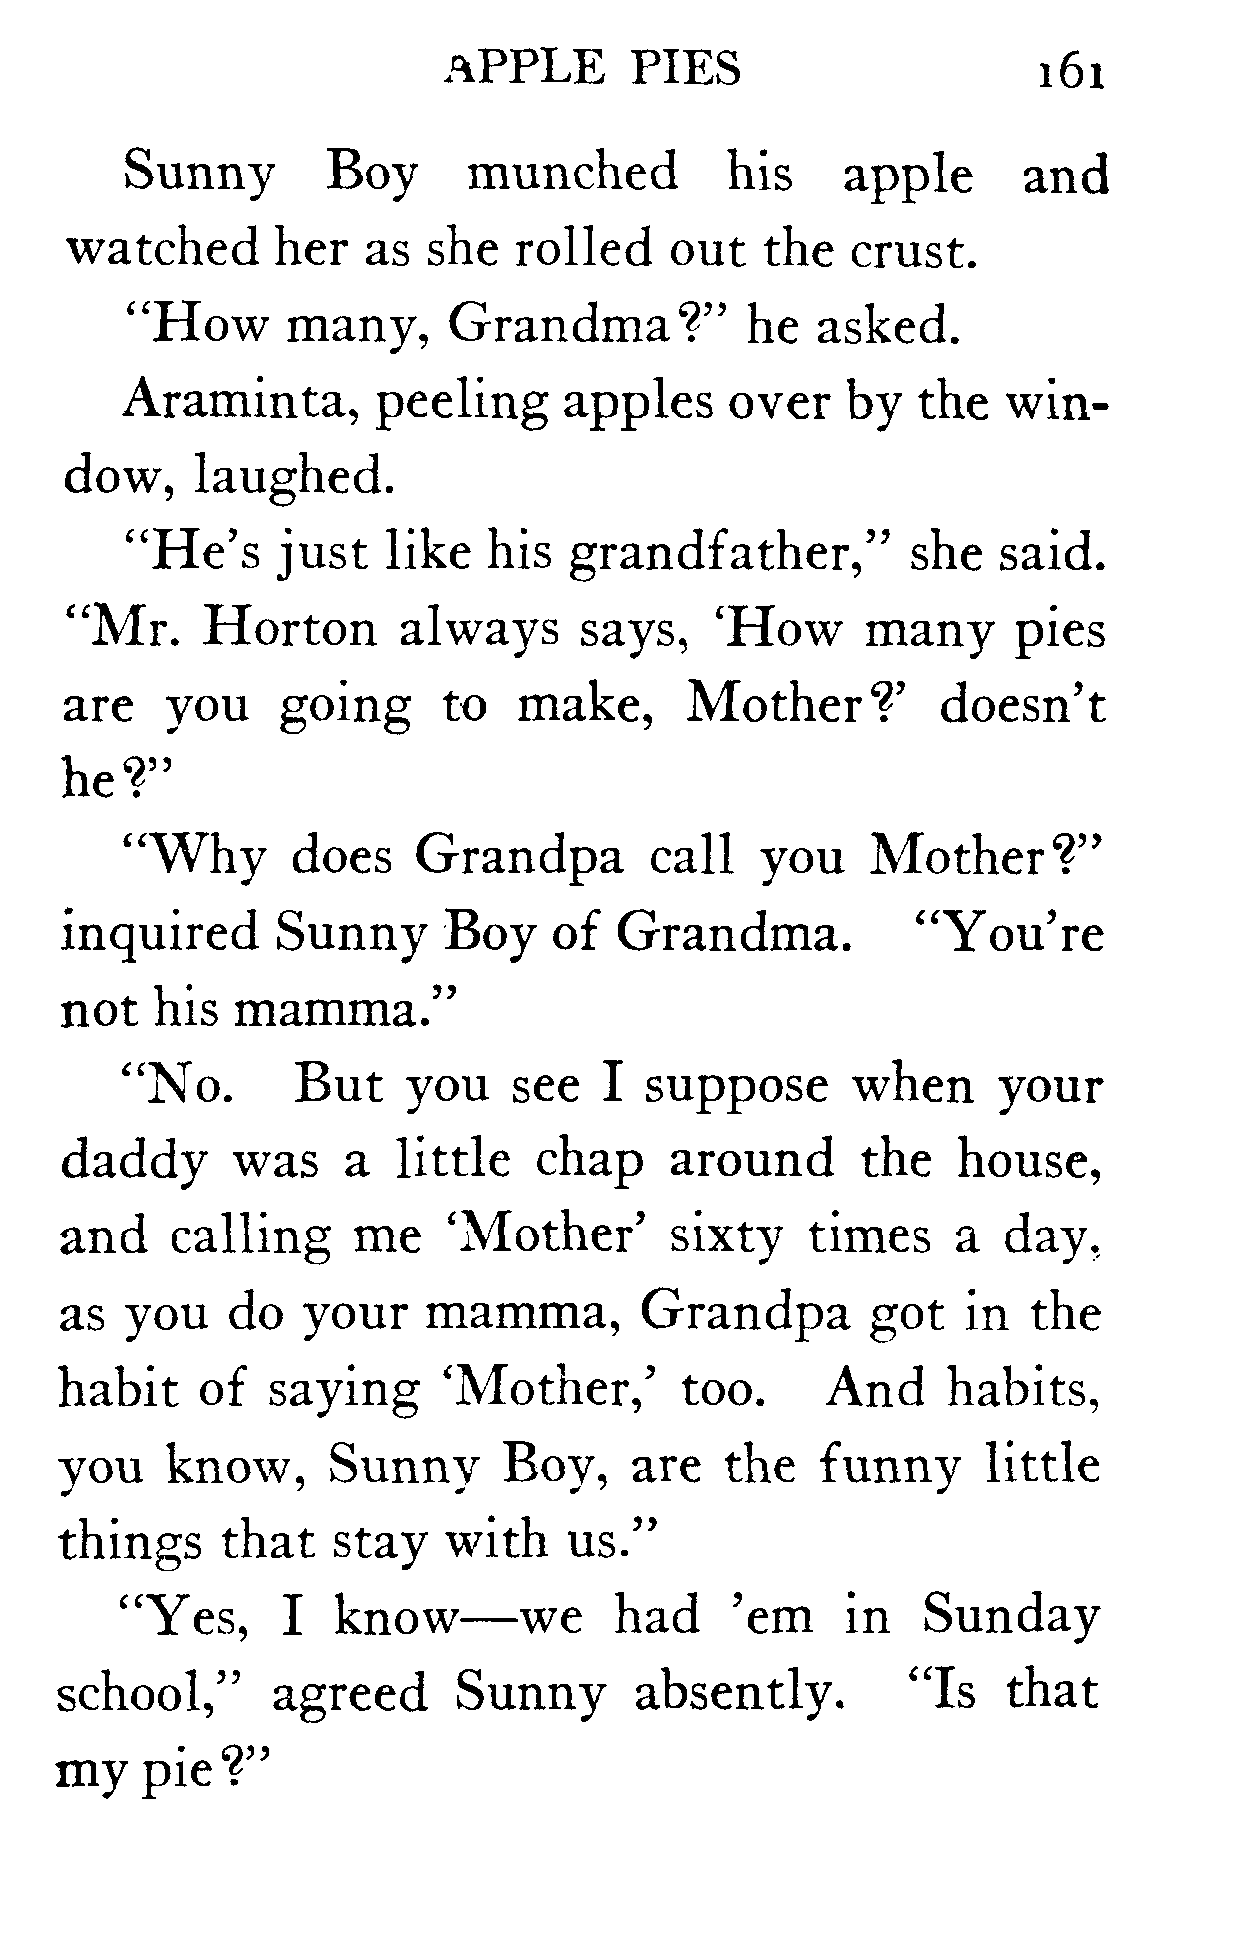 APPLE PIES 161
Sunny Boy munched his apple and
watched her as she rolled out the crust.
"How many, Grandma?" he asked.
Araminta, peeling apples over by the win-
dow, laughed.
"He's just like his grandfather," she said.
"Mr. Horton always says, 'How many pies
are you going to make, Mother?' doesn't
he?"
"Why does Grandpa call you Mother?"
inquired Sunny Boy of Grandma. "You're
not his mamma."
"No. But you see I suppose when your
daddy was a little chap around the house,
and calling me 'Mother' sixty times a day,
as you do your mamma, Grandpa got in the
habit of saying 'Mother,' too. And habits,
you know, Sunny Boy, are the funny little
things that stay with us."
"Yes, I know—we had 'em in Sunday
school," agreed Sunny absently. "Is that
my pie?"